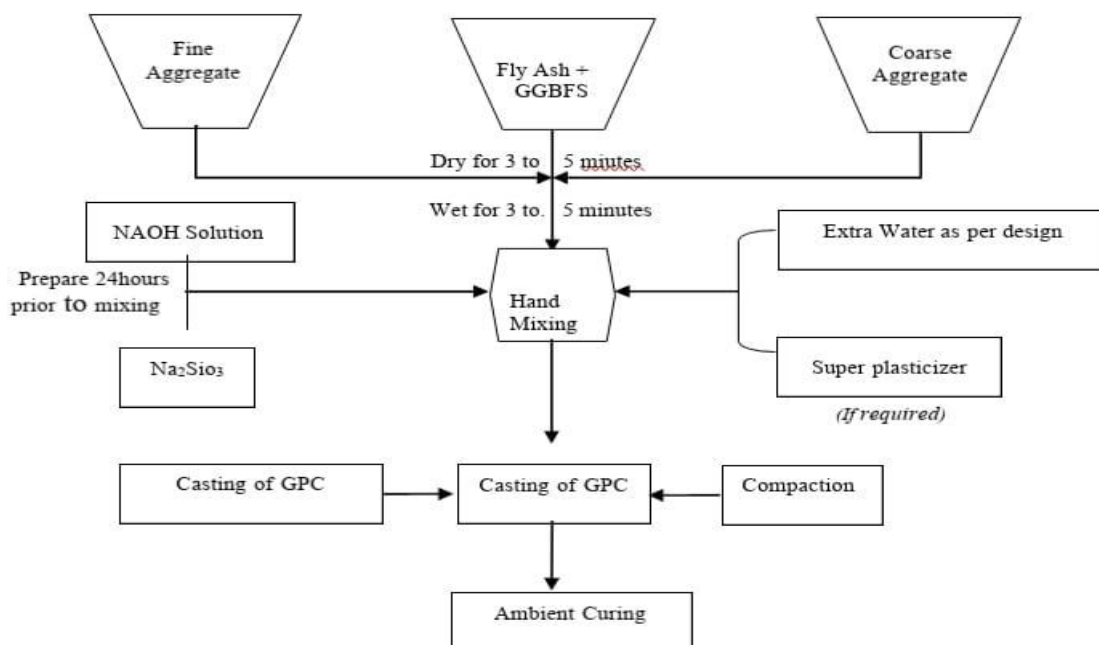 Fine
Aggregate
Fly Ash +
GGBFS
Coarse
Aggregate
Dry for 3 to 5 miutes
Wet for 3 to. 5 minutes
NAOH Solution
Prepare 24hours
prior to mixing
Na₂Sio₃
Hand
Mixing
Extra Water as per design
Super plasticizer
(If required)
Casting of GPC
Casting of GPC
Compaction
Ambient Curing